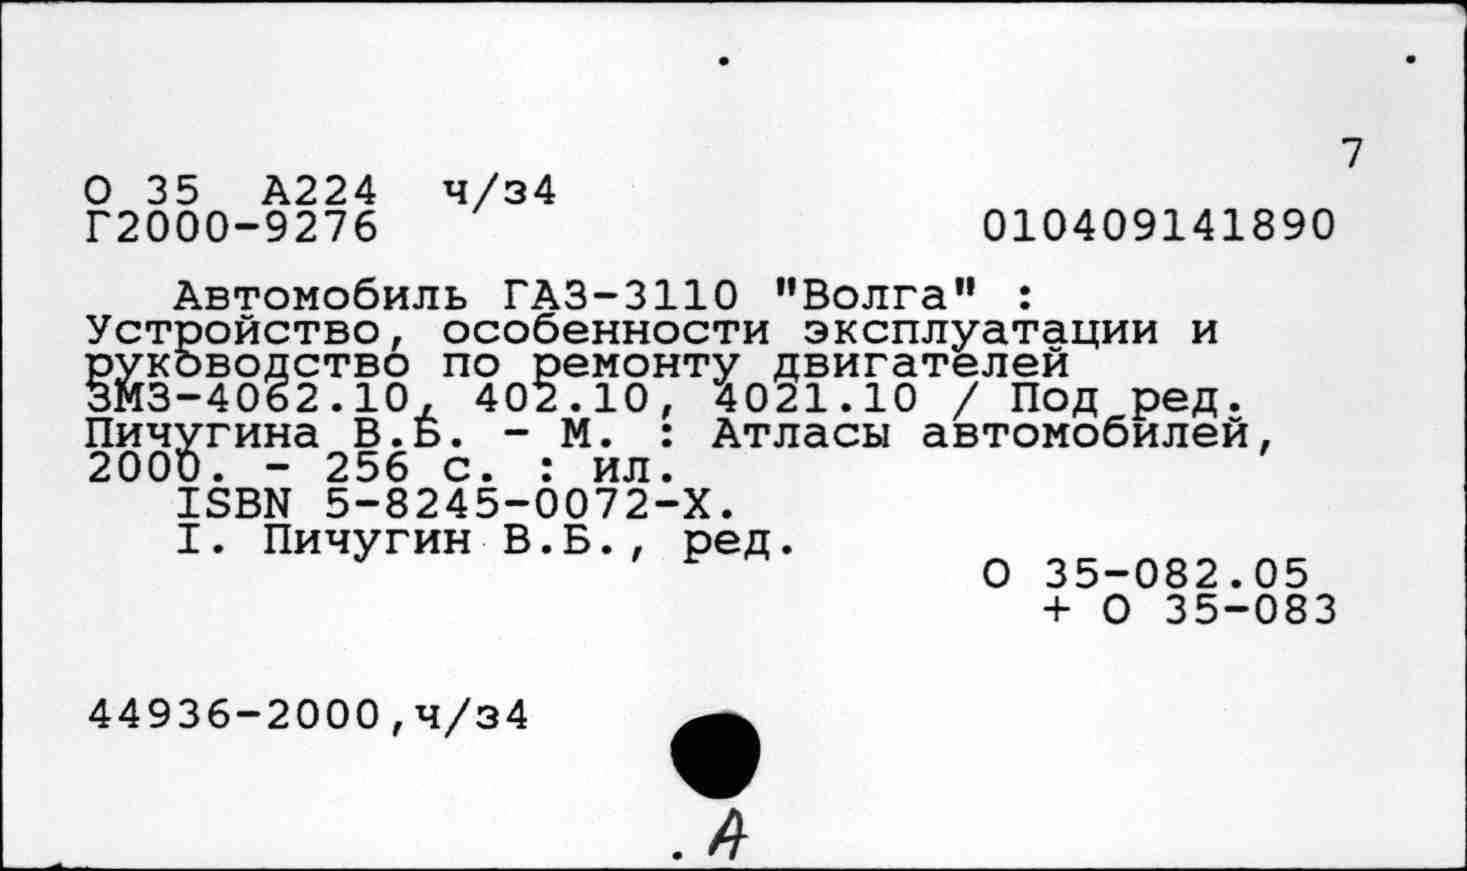 7
О 35 А224 ч/з4
Г2000-9276 010409141890
Автомобиль ГАЗ-3110 "Волга" :
Устройство, особенности эксплуатации и
руководство по ремонту двигателей
ЗМЗ-4062.10, 402.10, 4021.10 / Под ред.
Пичугина В.Б. - М. : Атласы автомобилей,
2000. - 256 с. : ил.
ISBN 5-8245-0072-X.
I. Пичугин В.Б., ред.
О 35-082.05
+ О 35-083
44936-2000,ч/з4
А